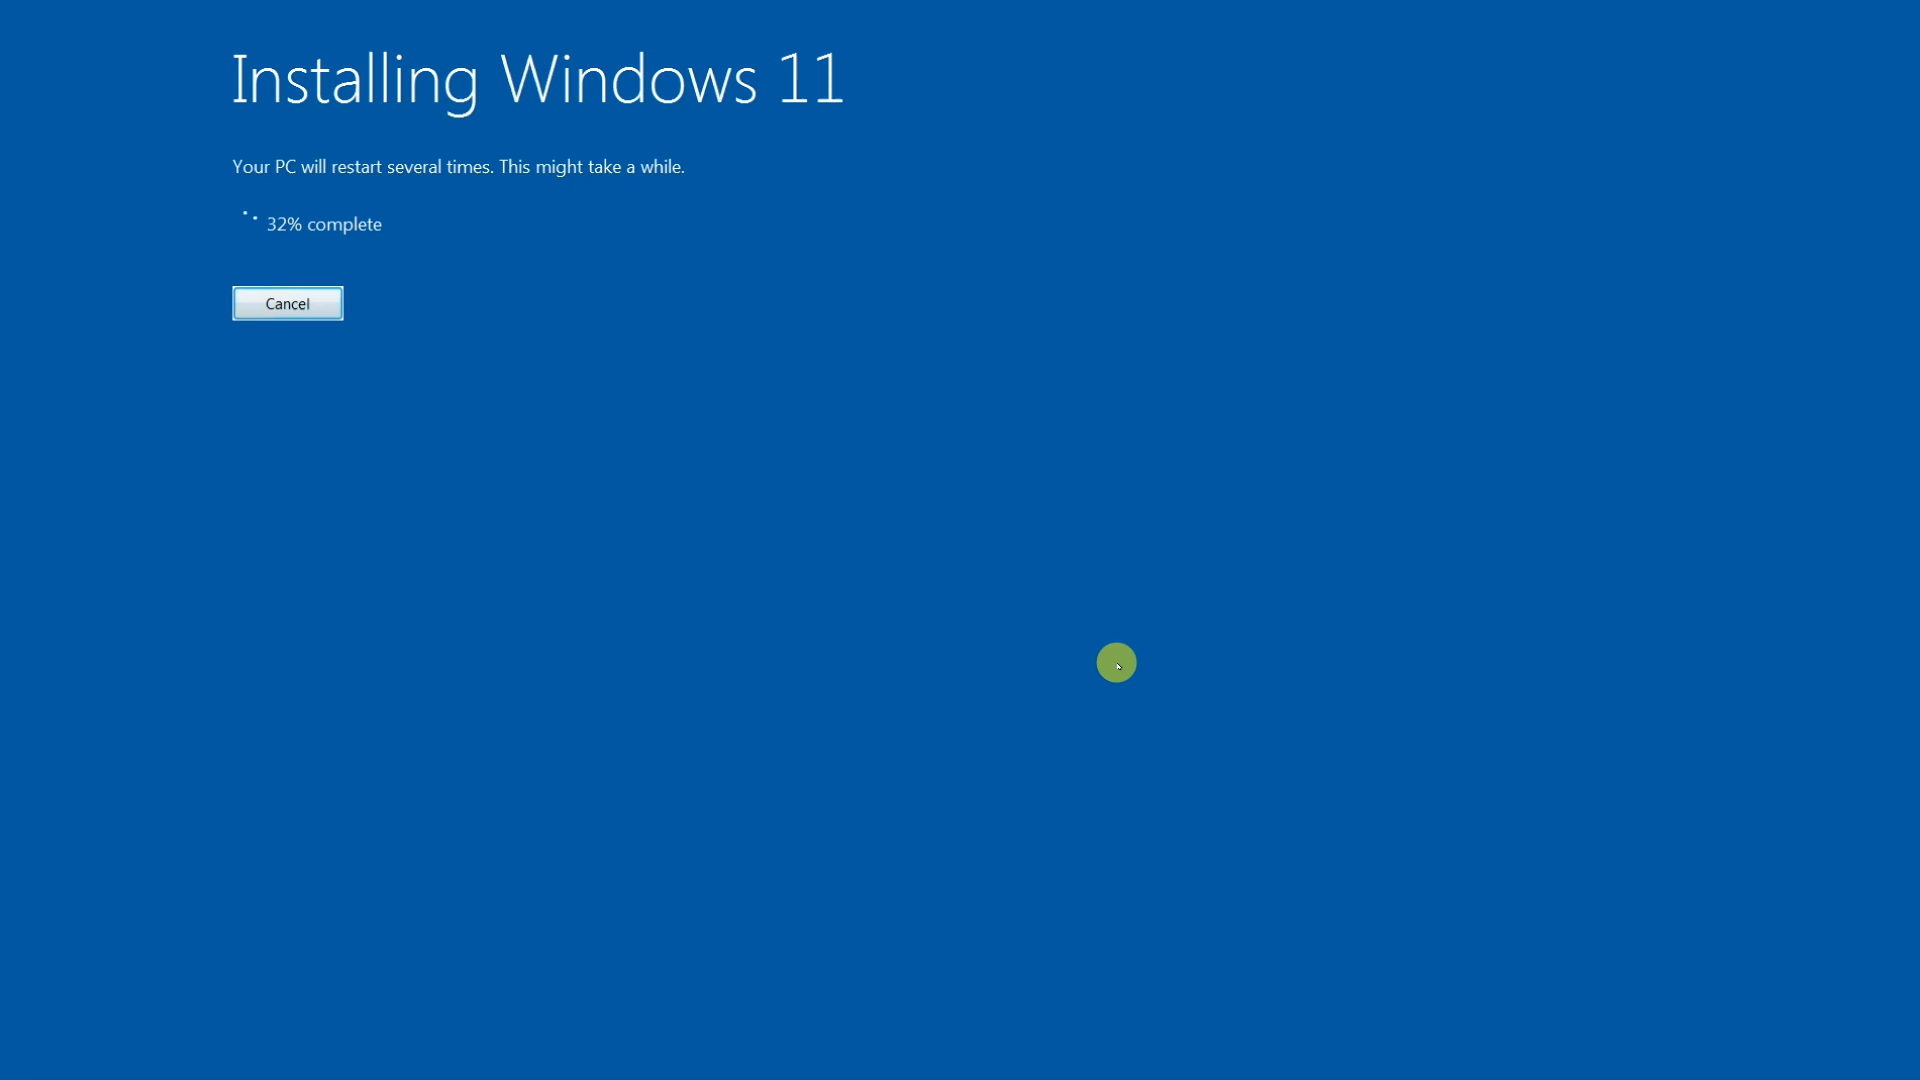 Installing Windows 11
Your PC will restart several times. This might take a while.
32% complete
Cancel